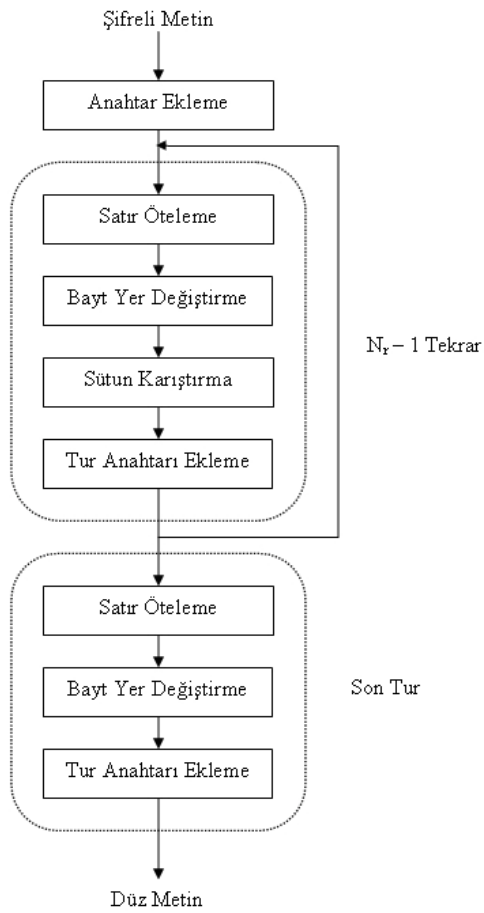 Şifreli Metin
Anahtar Ekleme
Satır Öteleme
Bayt Yer Değiştirme
Sütun Karıştırma
Tur Anahtarı Ekleme
Nr – 1 Tekrar
Satır Öteleme
Bayt Yer Değiştirme
Tur Anahtarı Ekleme
Son Tur
Düz Metin